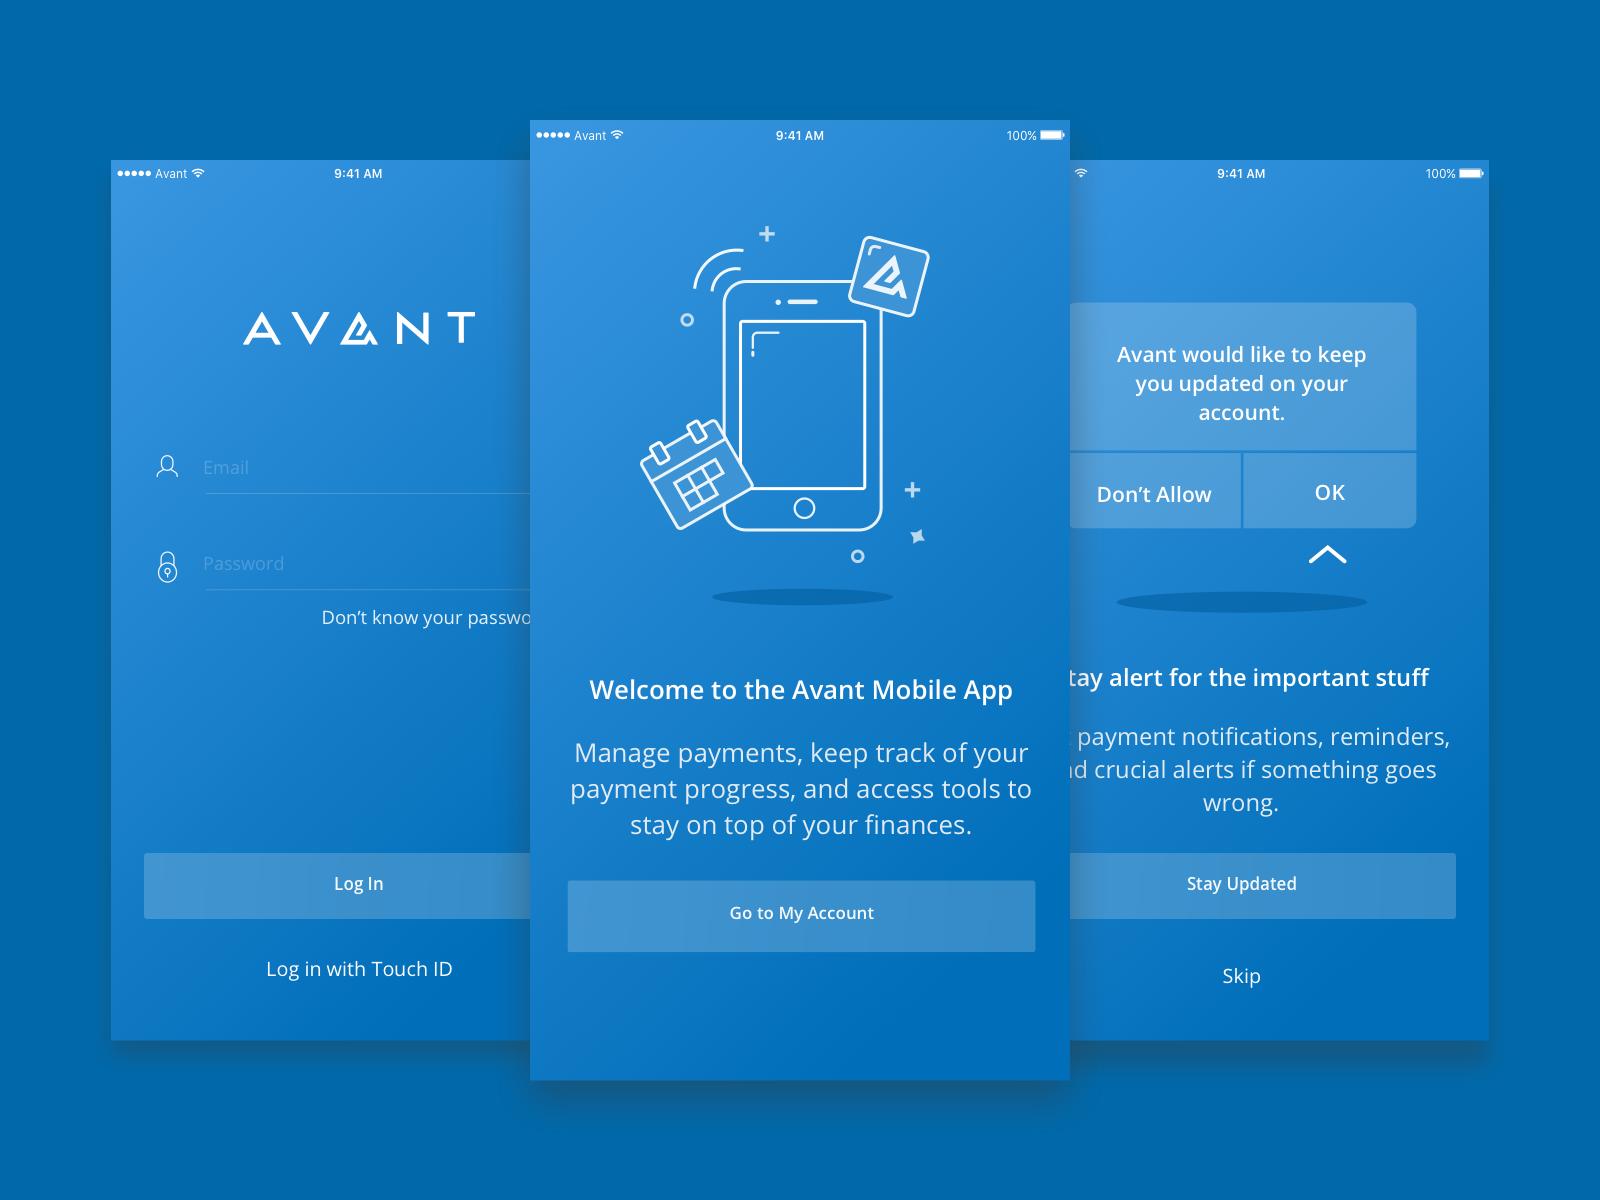 Avant
9:41 AM
AVANT
Email
Password
Don't know your
Log In
Log in with Touch ID
Avant
9:41 AM
100%
Welcome to the Avant Mobile App
Manage payments, keep track of your
payment progress, and access tools to
stay on top of your finances.
Go to My Account
9:41 AM
100%
Avant would like to keep
you updated on your
account.
Don't Allow
OK
alert for the important stuff
payment notifications, reminders,
crucial alerts if something goes
wrong.
Stay Updated
Skip